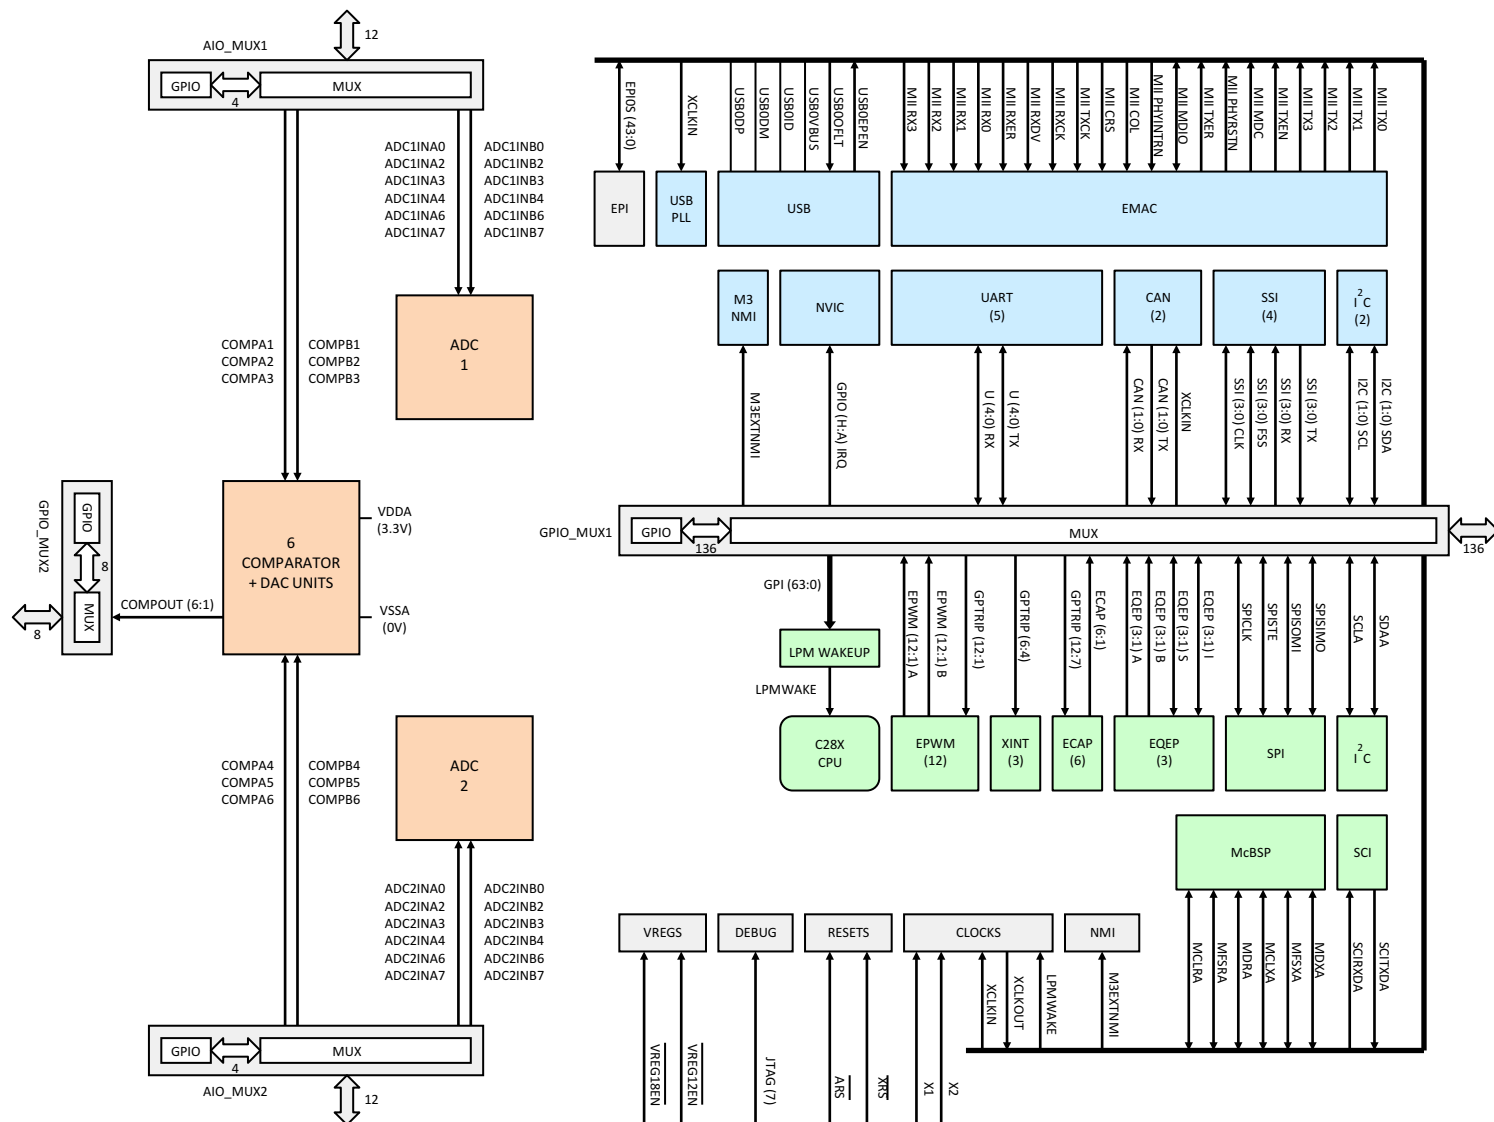 12
AIO_MUX1
GPIO
MUX
4
ADC1INA0
ADC1INA2
ADC1INA3
ADC1INA4
ADC1INA6
ADC1INA7
ADC1INB0
ADC1INB2
ADC1INB3
ADC1INB4
ADC1INB6
ADC1INB7
COMPA1
COMPA2
COMPA3
COMPB1
COMPB2
COMPB3
ADC
1
GPIO_MUX2
GPIO
8
MUX
8
COMPOUT (6:1)
6
COMPARATOR
+ DAC UNITS
VDDA
(3.3V)
VSSA
(0V)
COMPA4
COMPA5
COMPA6
COMPB4
COMPB5
COMPB6
ADC
2
ADC2INA0
ADC2INA2
ADC2INA3
ADC2INA4
ADC2INA6
ADC2INA7
ADC2INB0
ADC2INB2
ADC2INB3
ADC2INB4
ADC2INB6
ADC2INB7
GPIO
MUX
4
AIO_MUX2
12
EPI0S (43:0)
XCLKIN
USB0DP
USB0DM
USB0ID
USB0VBUS
USB0OFLT
USB0EPEN
MII RX3
MII RX2
MII RX1
MII RX0
MII RXER
MII RXDV
MII RXCK
MII TXCK
MII CRS
MII COL
MII PHYINTRN
MII MDIO
MII TXER
MII PHYRSTN
MII MDC
MII TXEN
MII TX3
MII TX2
MII TX1
MII TX0
EPI
USB
PLL
USB
EMAC
M3
NMI
NVIC
UART
(5)
CAN
(2)
SSI
(4)
I2C
(2)
M3EXTNMI
GPIO (H:A) IRQ
U (4:0) RX
U (4:0) TX
CAN (1:0) RX
CAN (1:0) TX
XCLKIN
SSI (3:0) CLK
SSI (3:0) FSS
SSI (3:0) RX
SSI (3:0) TX
I2C (1:0) SCL
I2C (1:0) SDA
GPIO_MUX1
GPIO
136
MUX
136
GPI (63:0)
LPM WAKEUP
LPMWAKE
EPWM (12:1) A
EPWM (12:1) B
GPTRIP (12:1)
GPTRIP (6:4)
GPTRIP (12:7)
ECAP (6:1)
EQEP (3:1) A
EQEP (3:1) B
EQEP (3:1) S
EQEP (3:1) I
SPICLK
SPISTE
SPISOMI
SPISIMO
SCLA
SDAA
C28X
CPU
EPWM
(12)
XINT
(3)
ECAP
(6)
EQEP
(3)
SPI
I2C
McBSP
SCI
VREGS
DEBUG
RESETS
CLOCKS
NMI
VREG18EN
VREG12EN
JTAG (7)
ARS
XRS
X1
X2
XCLKIN
XCLKOUT
LPMWAKE
M3EXTNMI
MCLRA
MFSRA
MDRA
MCLXA
MFSXA
MDXA
SCIRXDA
SCITXDA